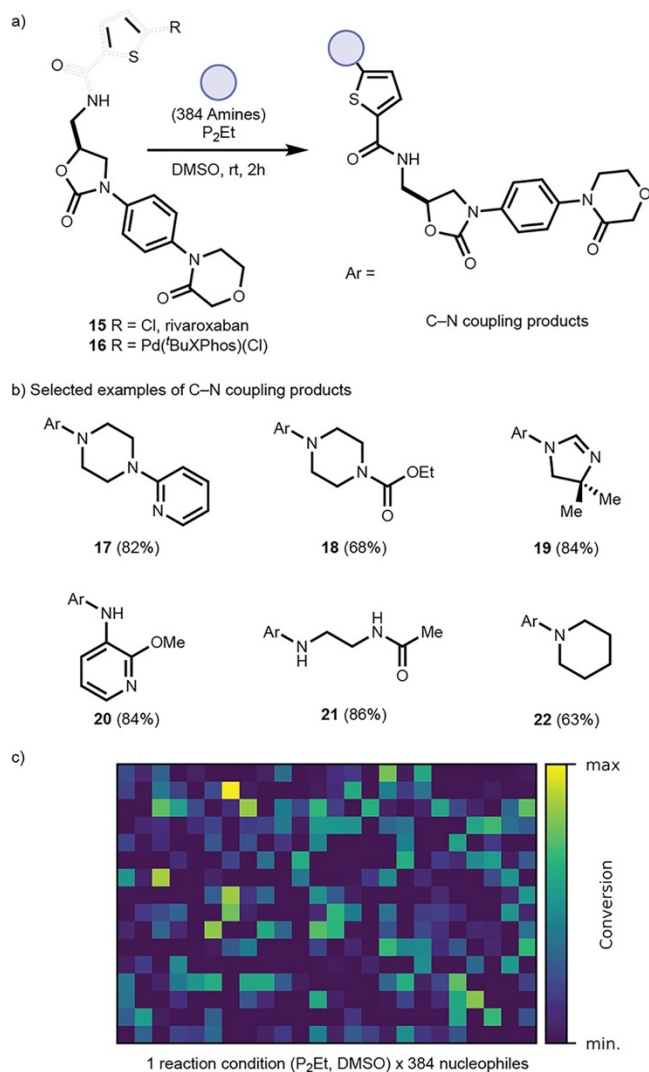 a)
R
S
O
NH
O
N
O
N
O
O
15 R = Cl, rivaroxaban
16 R = Pd(ᵗBuXPhos)(Cl)
(384 Amines)
P₂Et
DMSO, rt, 2h
S
O
NH
O
N
O
N
O
O
Ar =
C–N coupling products
b) Selected examples of C–N coupling products
Ar
N
N
N
17 (82%)
Ar
N
N
OEt
O
18 (68%)
Ar
N
N
Me
Me
19 (84%)
Ar
NH
OMe
N
20 (84%)
Ar
N
H
H
N
Me
O
21 (86%)
Ar
N
22 (63%)
c)
max
Conversion
min.
1 reaction condition (P₂Et, DMSO) x 384 nucleophiles